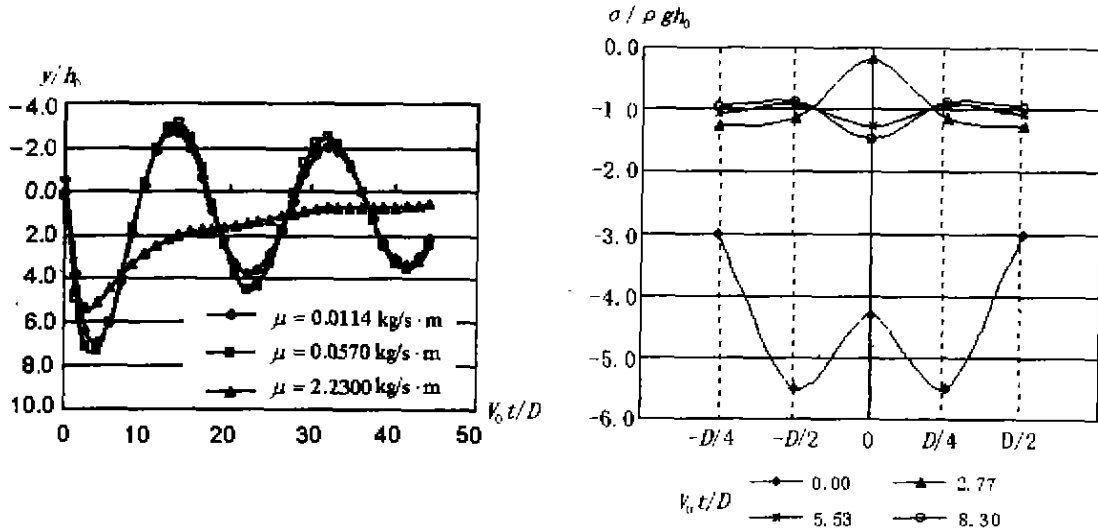 y/h₀
-4.0
-2.0
0.0
2.0
4.0
6.0
8.0
10.0
μ = 0.0114 kg/s·m
μ = 0.0570 kg/s·m
μ = 2.2300 kg/s·m
0 10 20 30 40 50
V₀t/D
σ/ρgh₀
0.0
-1.0
-2.0
-3.0
-4.0
-5.0
-6.0
-D/4 -D/2 0 D/4 D/2
V₀t/D
0.00 2.77
5.53 8.30